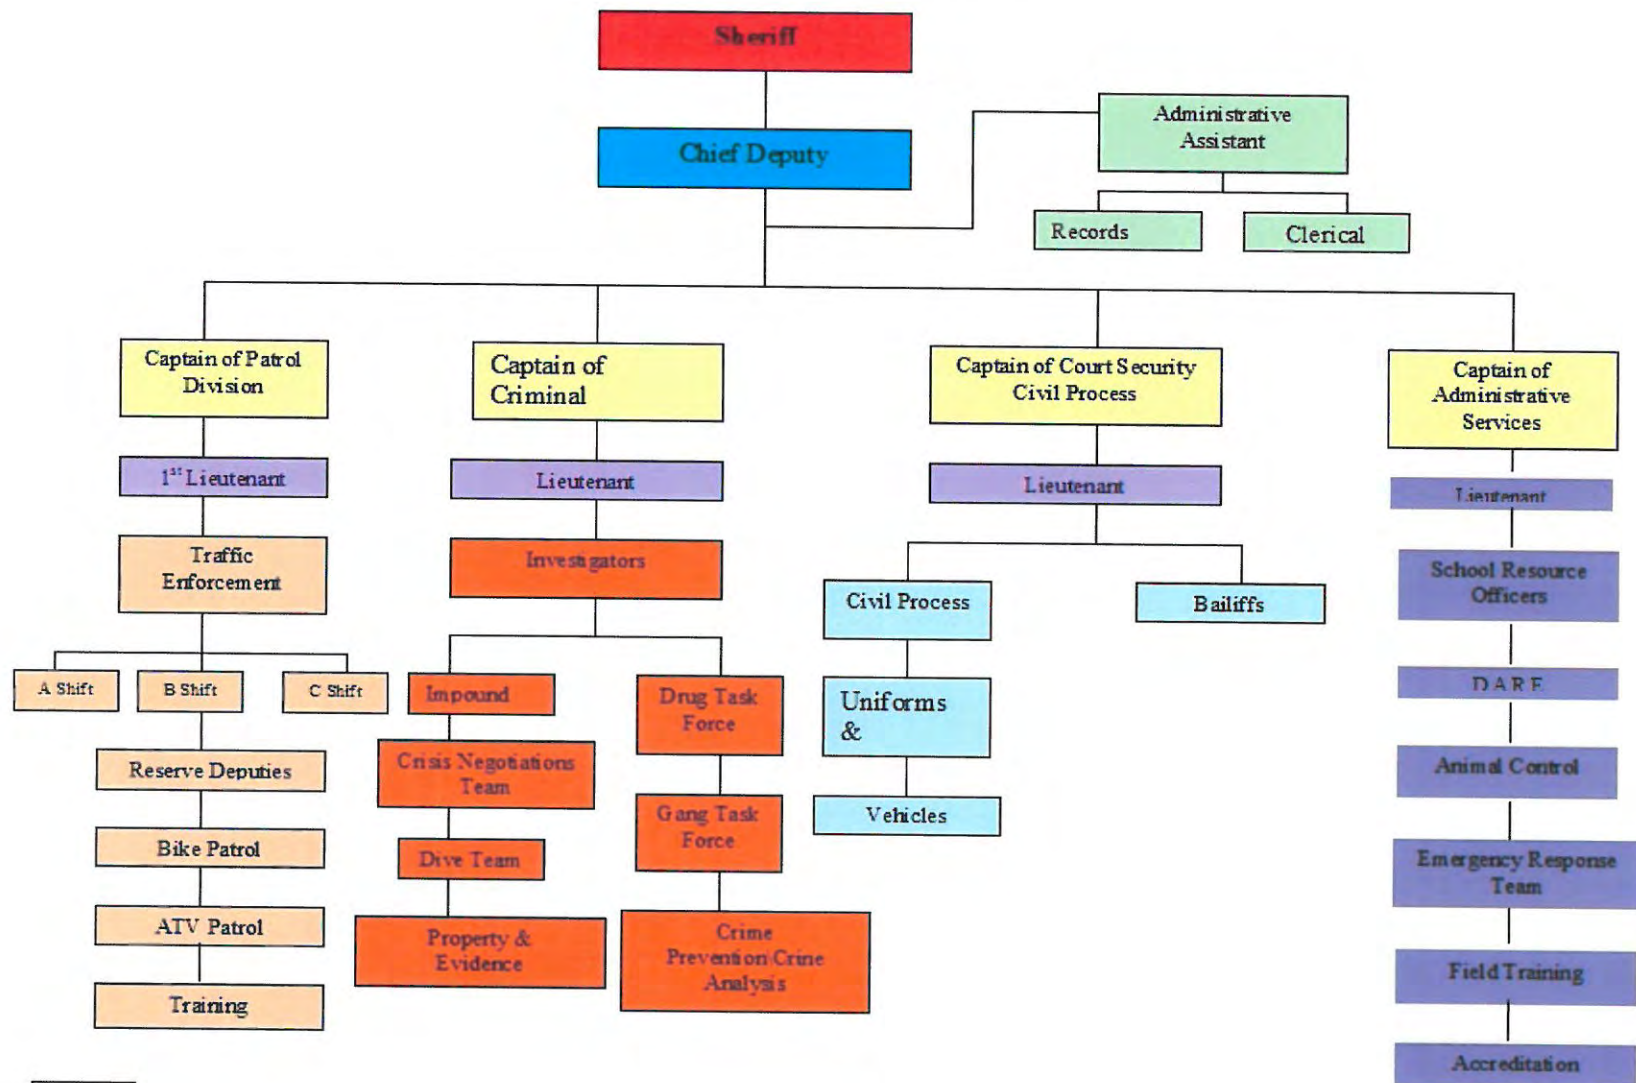 Sheriff
Chief Deputy
Administrative
Assistant
Records
Clerical
Captain of Patrol
Division
Captain of
Criminal
Captain of Court Security
Civil Process
Captain of
Administrative
Services
1st Lieutenant
Lieutenant
Lieutenant
Lieutenant
Traffic
Enforcement
Investigators
Civil Process
Bailiffs
School Resource
Officers
A Shift
B Shift
C Shift
Impound
Drug Task
Force
Uniforms
&
D.A.R.E.
Reserve Deputies
Crisis Negotiations
Team
Gang Task
Force
Vehicles
Animal Control
Bike Patrol
Dive Team
Emergency Response
Team
ATV Patrol
Property &
Evidence
Crime
Prevention/Crine
Analysis
Field Training
Training
Accreditation